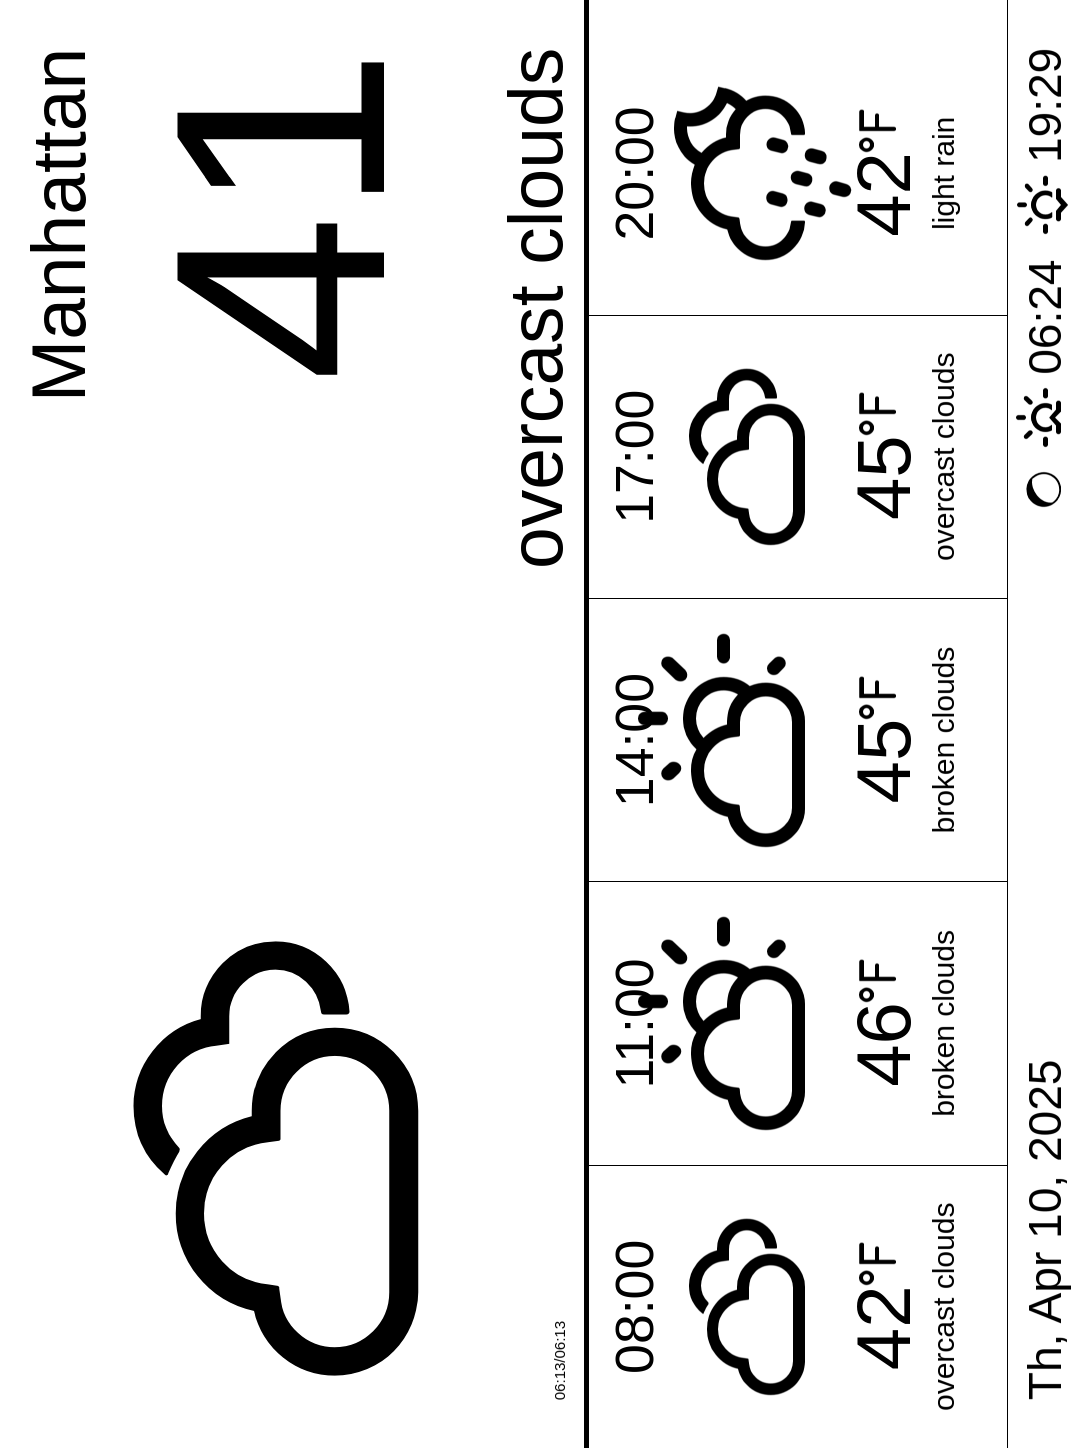 Manhattan
41
overcast clouds
06:13/06:13
08:00
42°F
overcast clouds
11:00
46°F
broken clouds
14:00
45°F
broken clouds
17:00
45°F
overcast clouds
20:00
42°F
light rain
Th, Apr 10, 2025
06:24 19:29